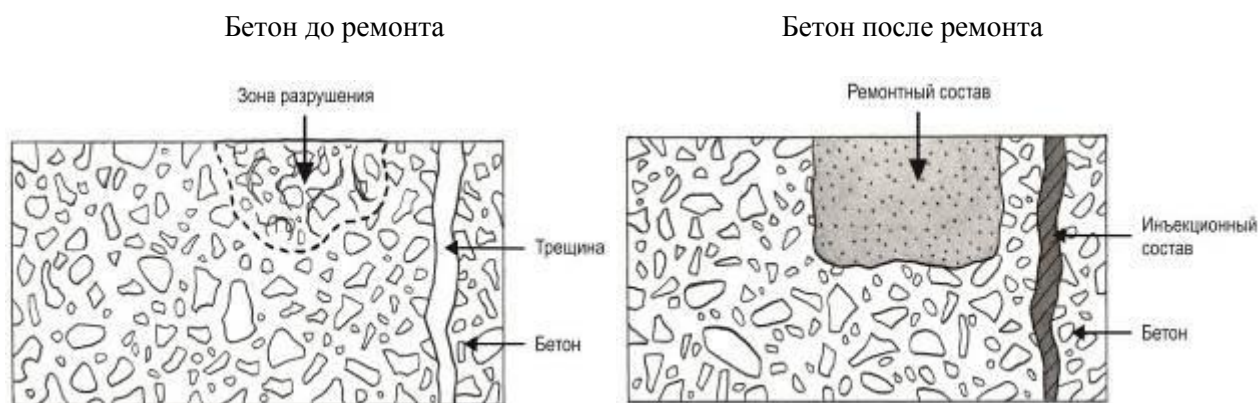 Бетон до ремонта
Бетон после ремонта
Зона разрушения
Трещина
Бетон
Ремонтный состав
Инъекционный
состав
Бетон